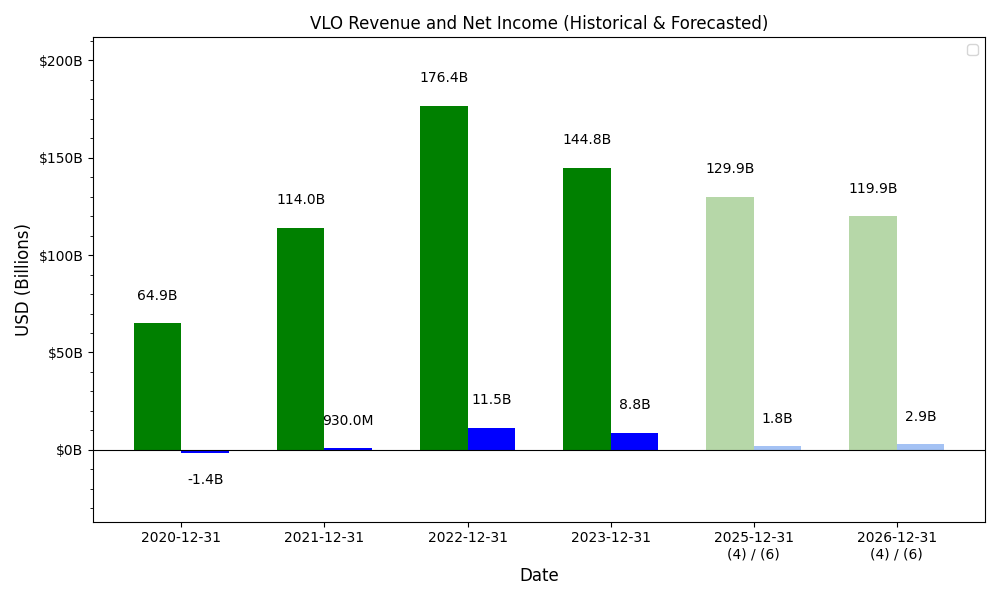 VLO Revenue and Net Income (Historical & Forecasted)
USD (Billions)
$200B
$150B
$100B
$50B
$0B
64.9B
-1.4B
114.0B
930.0M
176.4B
11.5B
144.8B
8.8B
129.9B
1.8B
119.9B
2.9B
2020-12-31
2021-12-31
2022-12-31
2023-12-31
2025-12-31
(4) / (6)
2026-12-31
(4) / (6)
Date